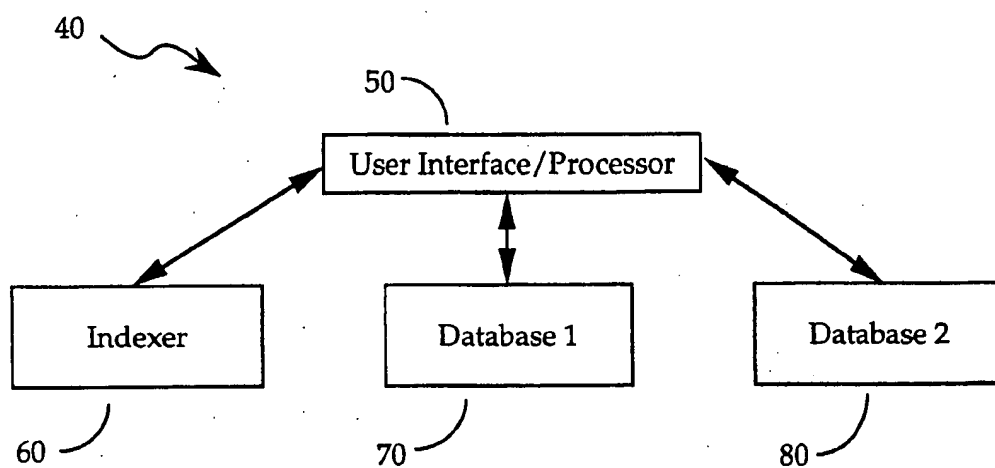 40
50
User Interface/Processor
Indexer
Database 1
Database 2
60
70
80